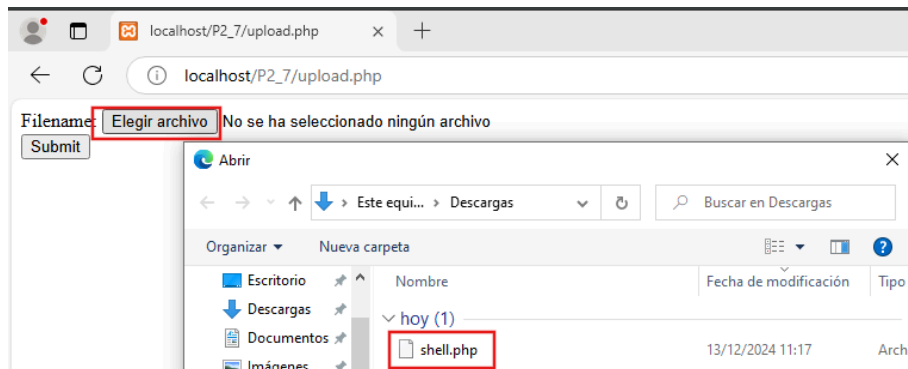 localhost/P2_7/upload.php
localhost/P2_7/upload.php
Filename: Elegir archivo No se ha seleccionado ningún archivo
Submit
Abrir
Este equi... > Descargas
Buscar en Descargas
Organizar
Nueva carpeta
Escritorio
Nombre
Fecha de modificación
Tipo
Descargas
hoy (1)
Documentos
shell.php
13/12/2024 11:17
Arch
Imágenes